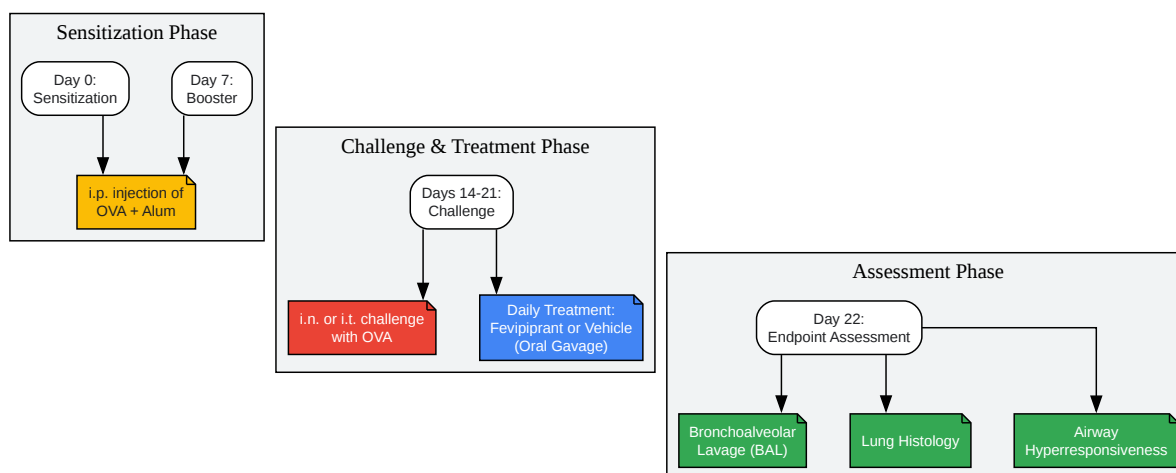 Sensitization Phase
Day 0:
Sensitization
Day 7:
Booster
i.p. injection of
OVA + Alum
Challenge & Treatment Phase
Days 14-21:
Challenge
i.n. or i.t. challenge
with OVA
Daily Treatment:
Fevipiprant or Vehicle
(Oral Gavage)
Assessment Phase
Day 22:
Endpoint Assessment
Bronchoalveolar
Lavage (BAL)
Lung Histology
Airway
Hyperresponsiveness